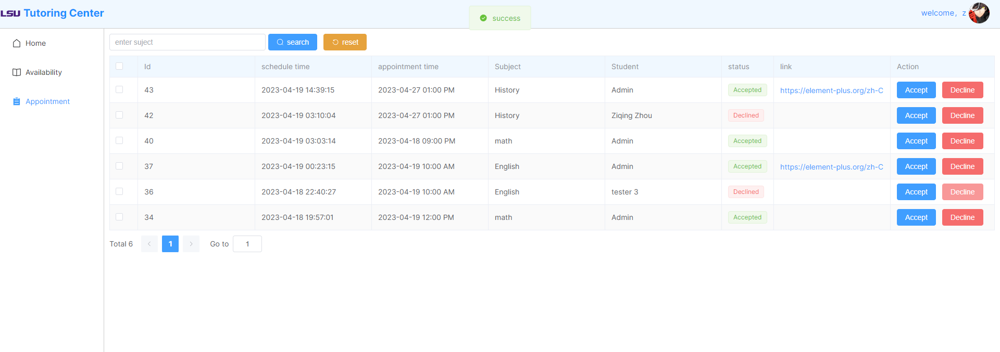 LSU Tutoring Center
success
welcome, z
Home
Availability
Appointment
enter suject search reset
Id schedule time appointment time Subject Student status link Action
43 2023-04-19 14:39:15 2023-04-27 01:00 PM History Admin Accepted https://element-plus.org/zh-C Accept Decline
42 2023-04-19 03:10:04 2023-04-27 01:00 PM History Ziqing Zhou Declined Accept Decline
40 2023-04-19 03:03:14 2023-04-18 09:00 PM math Admin Accepted Accept Decline
37 2023-04-19 00:23:15 2023-04-19 10:00 AM English Admin Accepted https://element-plus.org/zh-C Accept Decline
36 2023-04-18 22:40:27 2023-04-19 10:00 AM English tester 3 Declined Accept Decline
34 2023-04-18 19:57:01 2023-04-19 12:00 PM math Admin Accepted Accept Decline
Total 6 < 1 > Go to 1